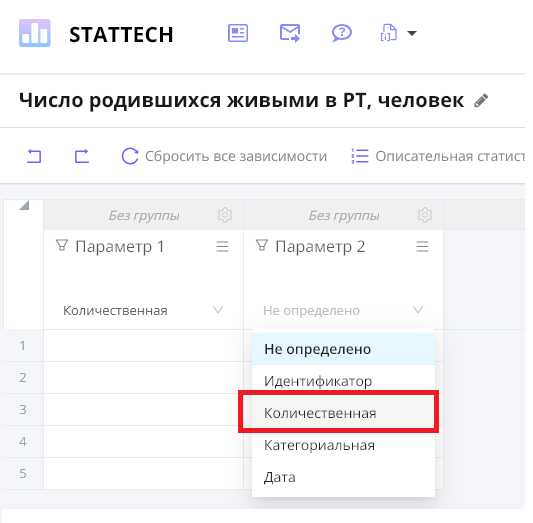 STATTECH
Число родившихся живыми в РТ, человек
Сбросить все зависимости Описательная статист
Без группы Без группы
Параметр 1 Параметр 2
Количественная Не определено
1 Не определено
2 Идентификатор
3 Количественная
4 Категориальная
5 Дата